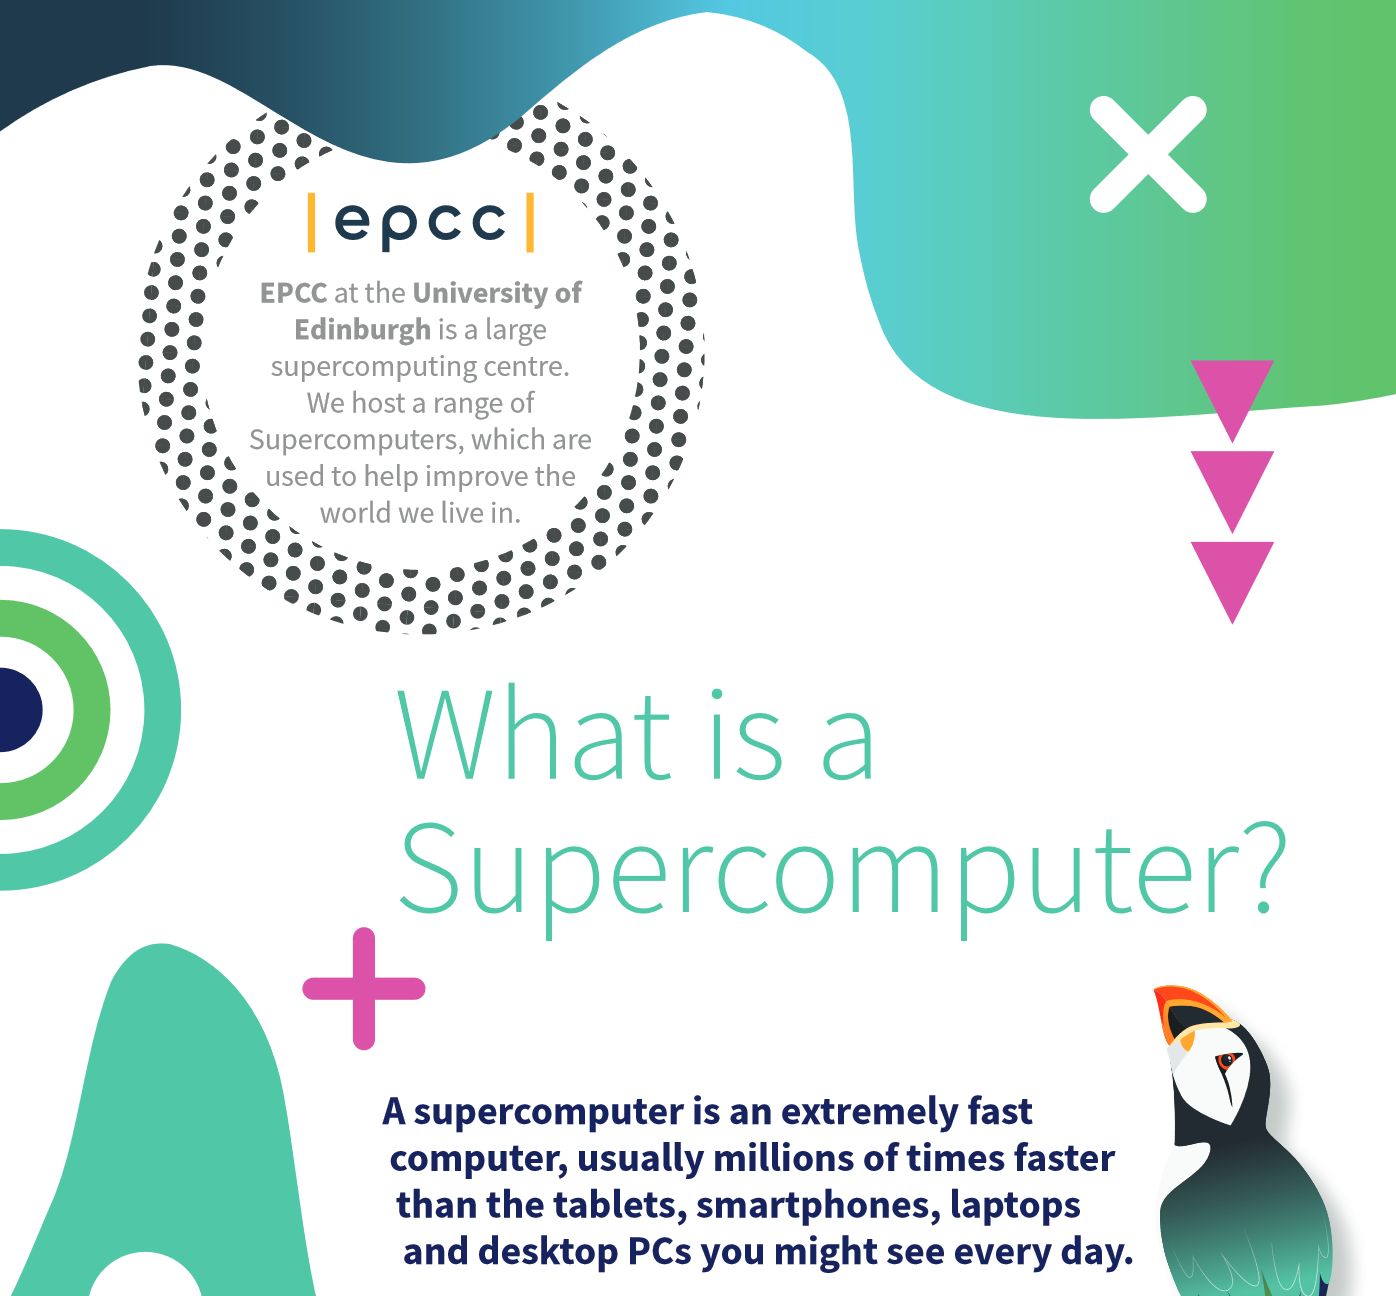 |epcc|
EPCC at the University of
Edinburgh is a large
supercomputing centre.
We host a range of
Supercomputers, which are
used to help improve the
world we live in.
What is a
Supercomputer?
A supercomputer is an extremely fast
computer, usually millions of times faster
than the tablets, smartphones, laptops
and desktop PCs you might see every day.